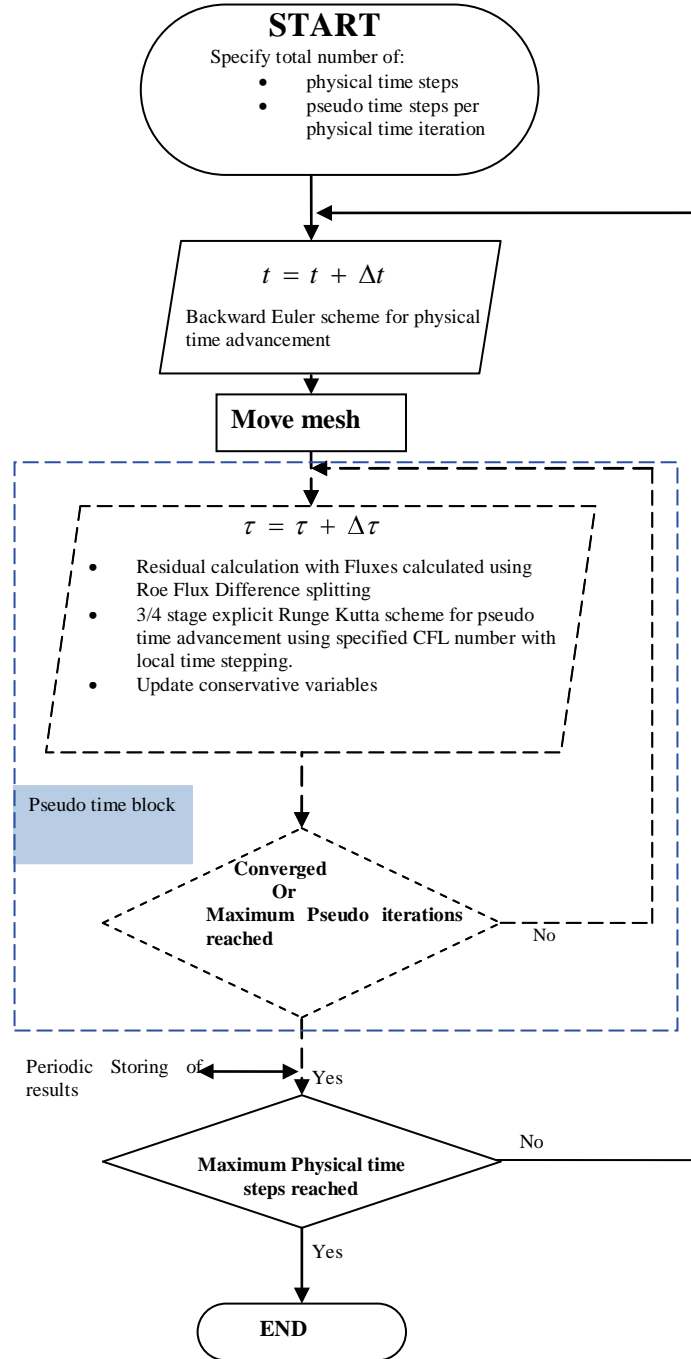 START
Specify total number of:
• physical time steps
• pseudo time steps per
physical time iteration
t = t + Δt
Backward Euler scheme for physical
time advancement
Move mesh
τ = τ + Δτ
• Residual calculation with Fluxes calculated using
Roe Flux Difference splitting
• 3/4 stage explicit Runge Kutta scheme for pseudo
time advancement using specified CFL number with
local time stepping.
• Update conservative variables
Pseudo time block
Converged
Or
Maximum Pseudo iterations
reached
No
Periodic Storing of
results
Yes
Maximum Physical time
steps reached
No
Yes
END